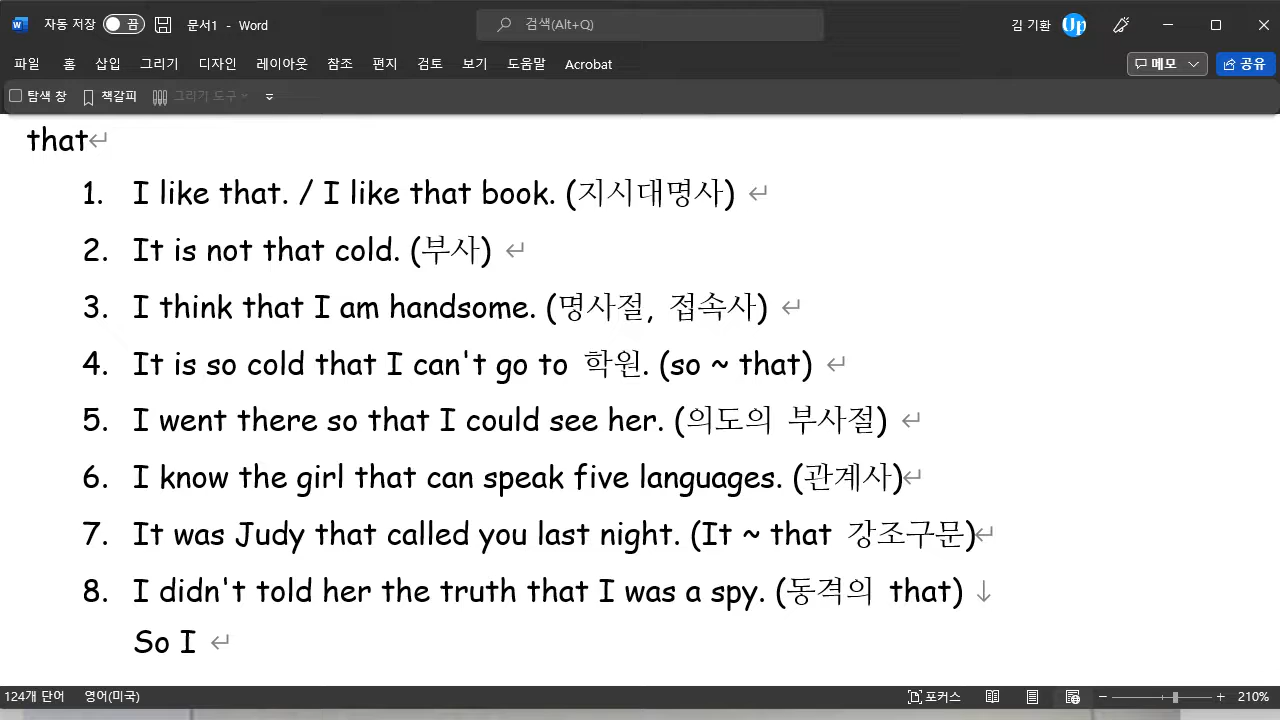 자동 저장 끔 문서1 - Word 검색(Alt+Q) 김 기환 Up
파일 홈 삽입 그리기 디자인 레이아웃 참조 편지 검토 보기 도움말 Acrobat 메모 공유
탐색 창 책갈피 그리기 도구
that↵
1. I like that. / I like that book. (지시대명사) ↵
2. It is not that cold. (부사) ↵
3. I think that I am handsome. (명사절, 접속사) ↵
4. It is so cold that I can't go to 학원. (so ~ that) ↵
5. I went there so that I could see her. (의도의 부사절) ↵
6. I know the girl that can speak five languages. (관계사)↵
7. It was Judy that called you last night. (It ~ that 강조구문)↵
8. I didn't told her the truth that I was a spy. (동격의 that) ↓
So I ↵
124개 단어 영어(미국) 포커스 210%